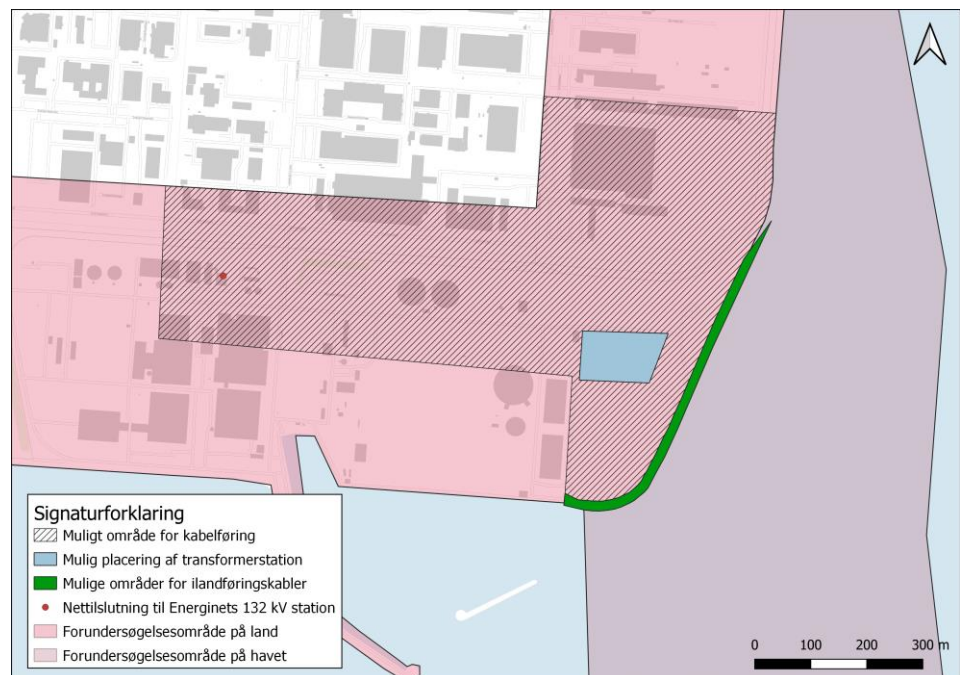 Signaturforklaring
Muligt område for kabelføring
Mulig placering af transformerstation
Mulige områder for ilandføringskabler
Nettilslutning til Energinets 132 kV station
Forundersøgelsesområde på land
Forundersøgelsesområde på havet
0 100 200 300 m